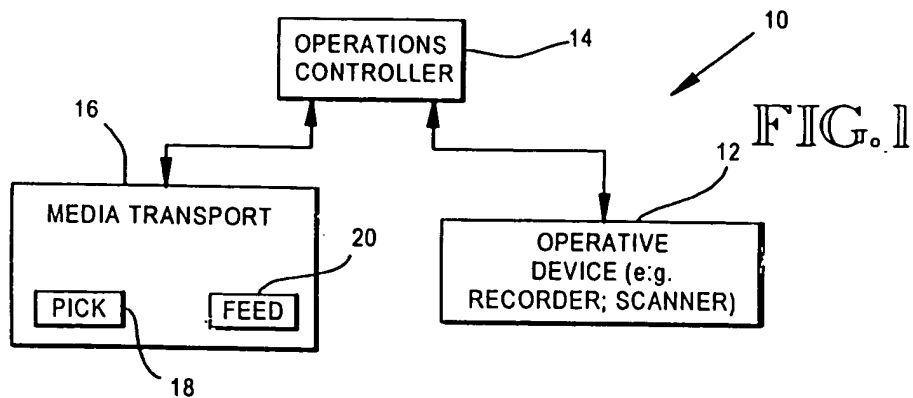 OPERATIONS
CONTROLLER
14
10
FIG. 1
16
12
MEDIA TRANSPORT
20
PICK
FEED
18
OPERATIVE
DEVICE (e:g.
RECORDER; SCANNER)